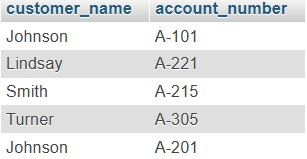 customer_name account_number
Johnson A-101
Lindsay A-221
Smith A-215
Turner A-305
Johnson A-201